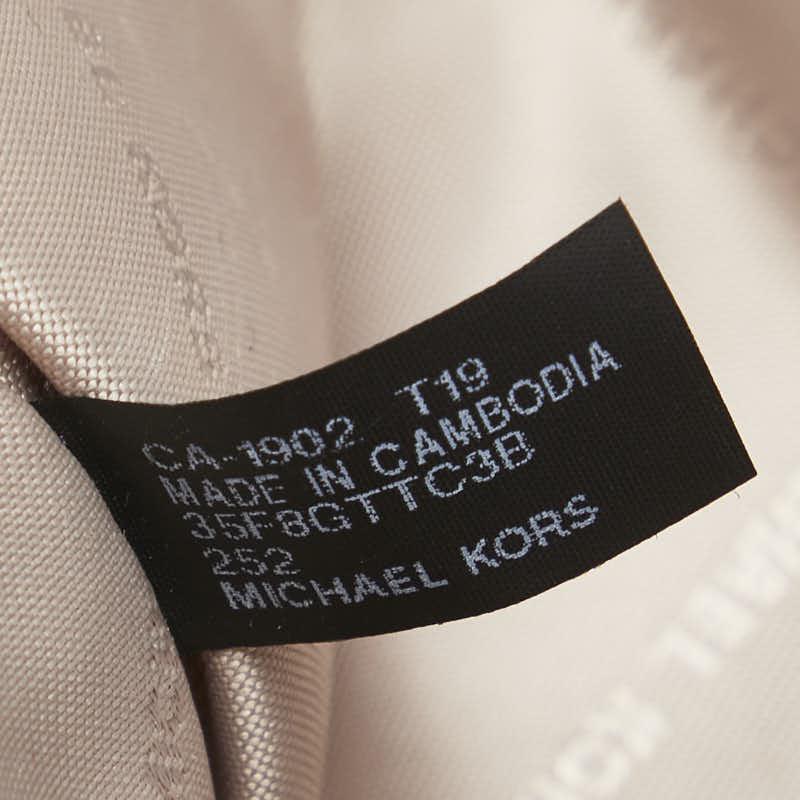 CA-1902 T19
MADE IN CAMBODIA
35F8GTTC3B
252
MICHAEL KORS